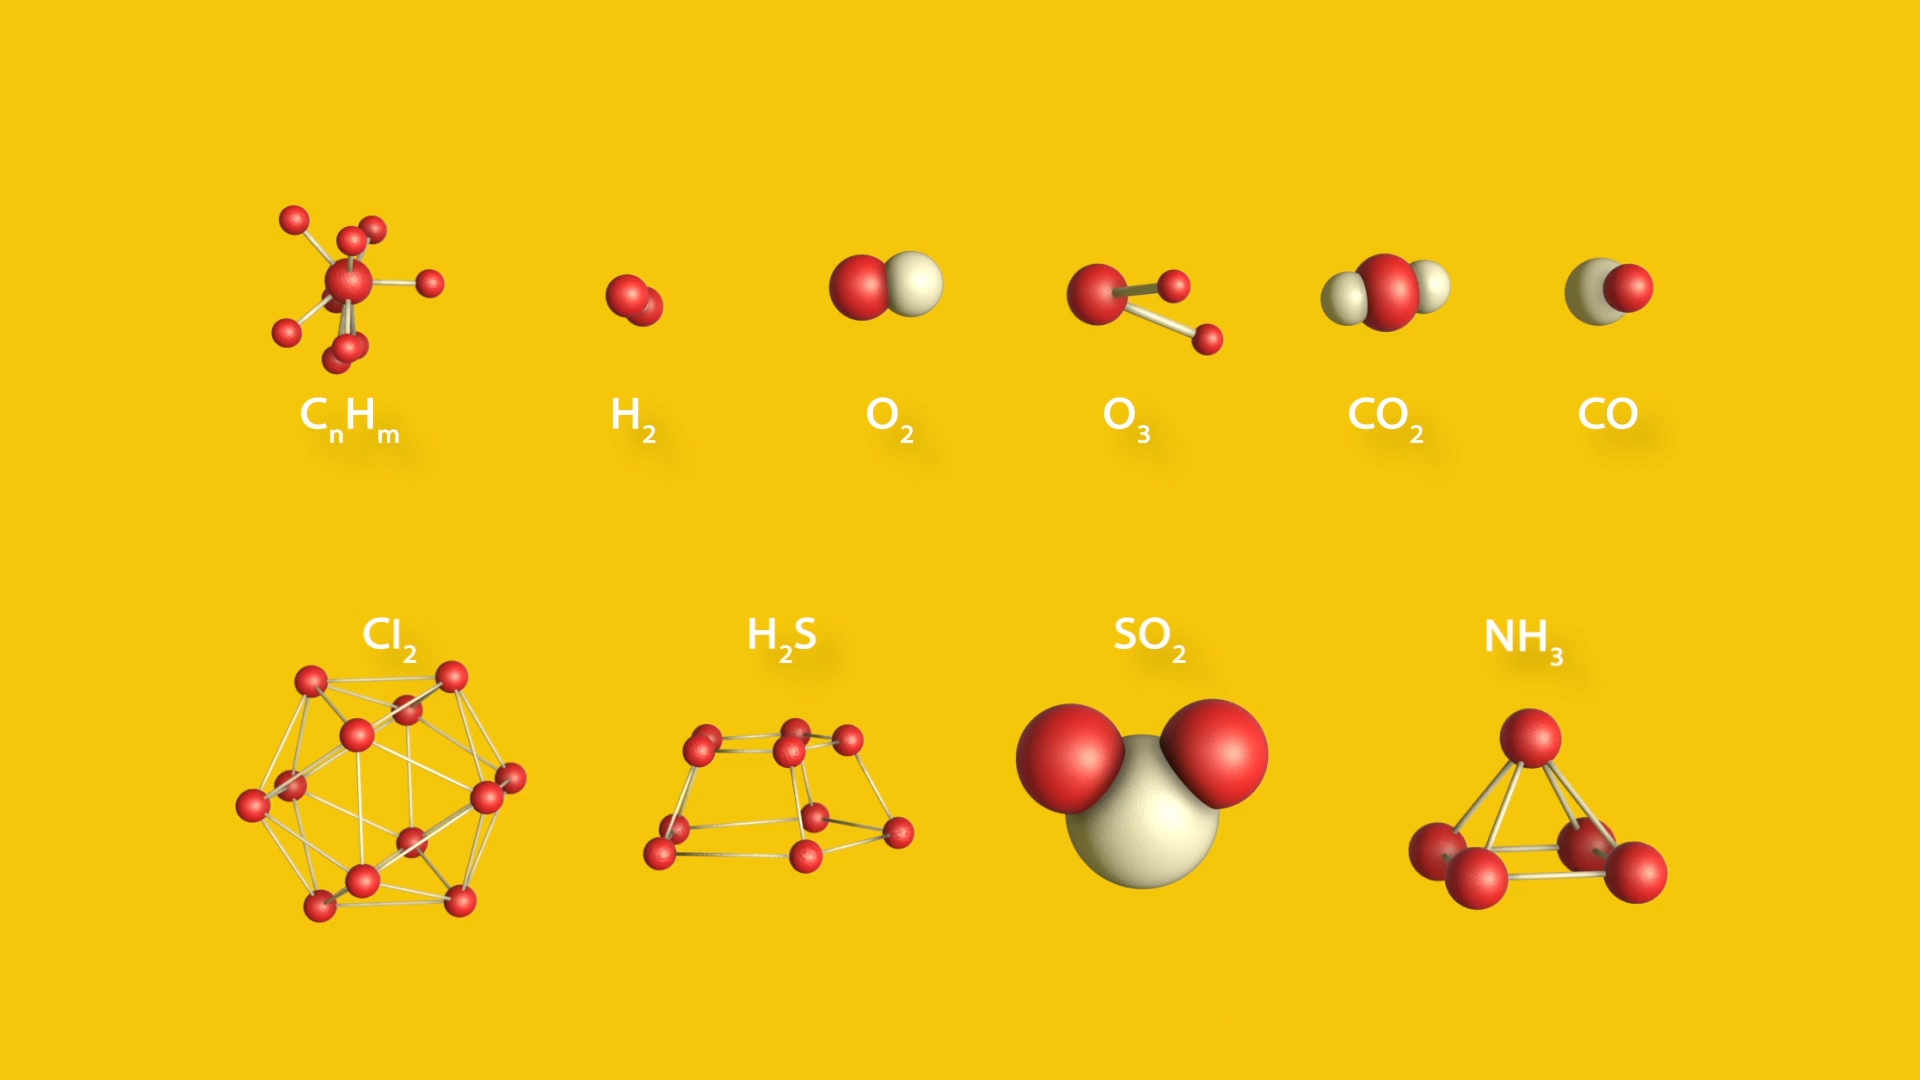 CₙHₘ
H₂
O₂
O₃
CO₂
CO
Cl₂
H₂S
SO₂
NH₃